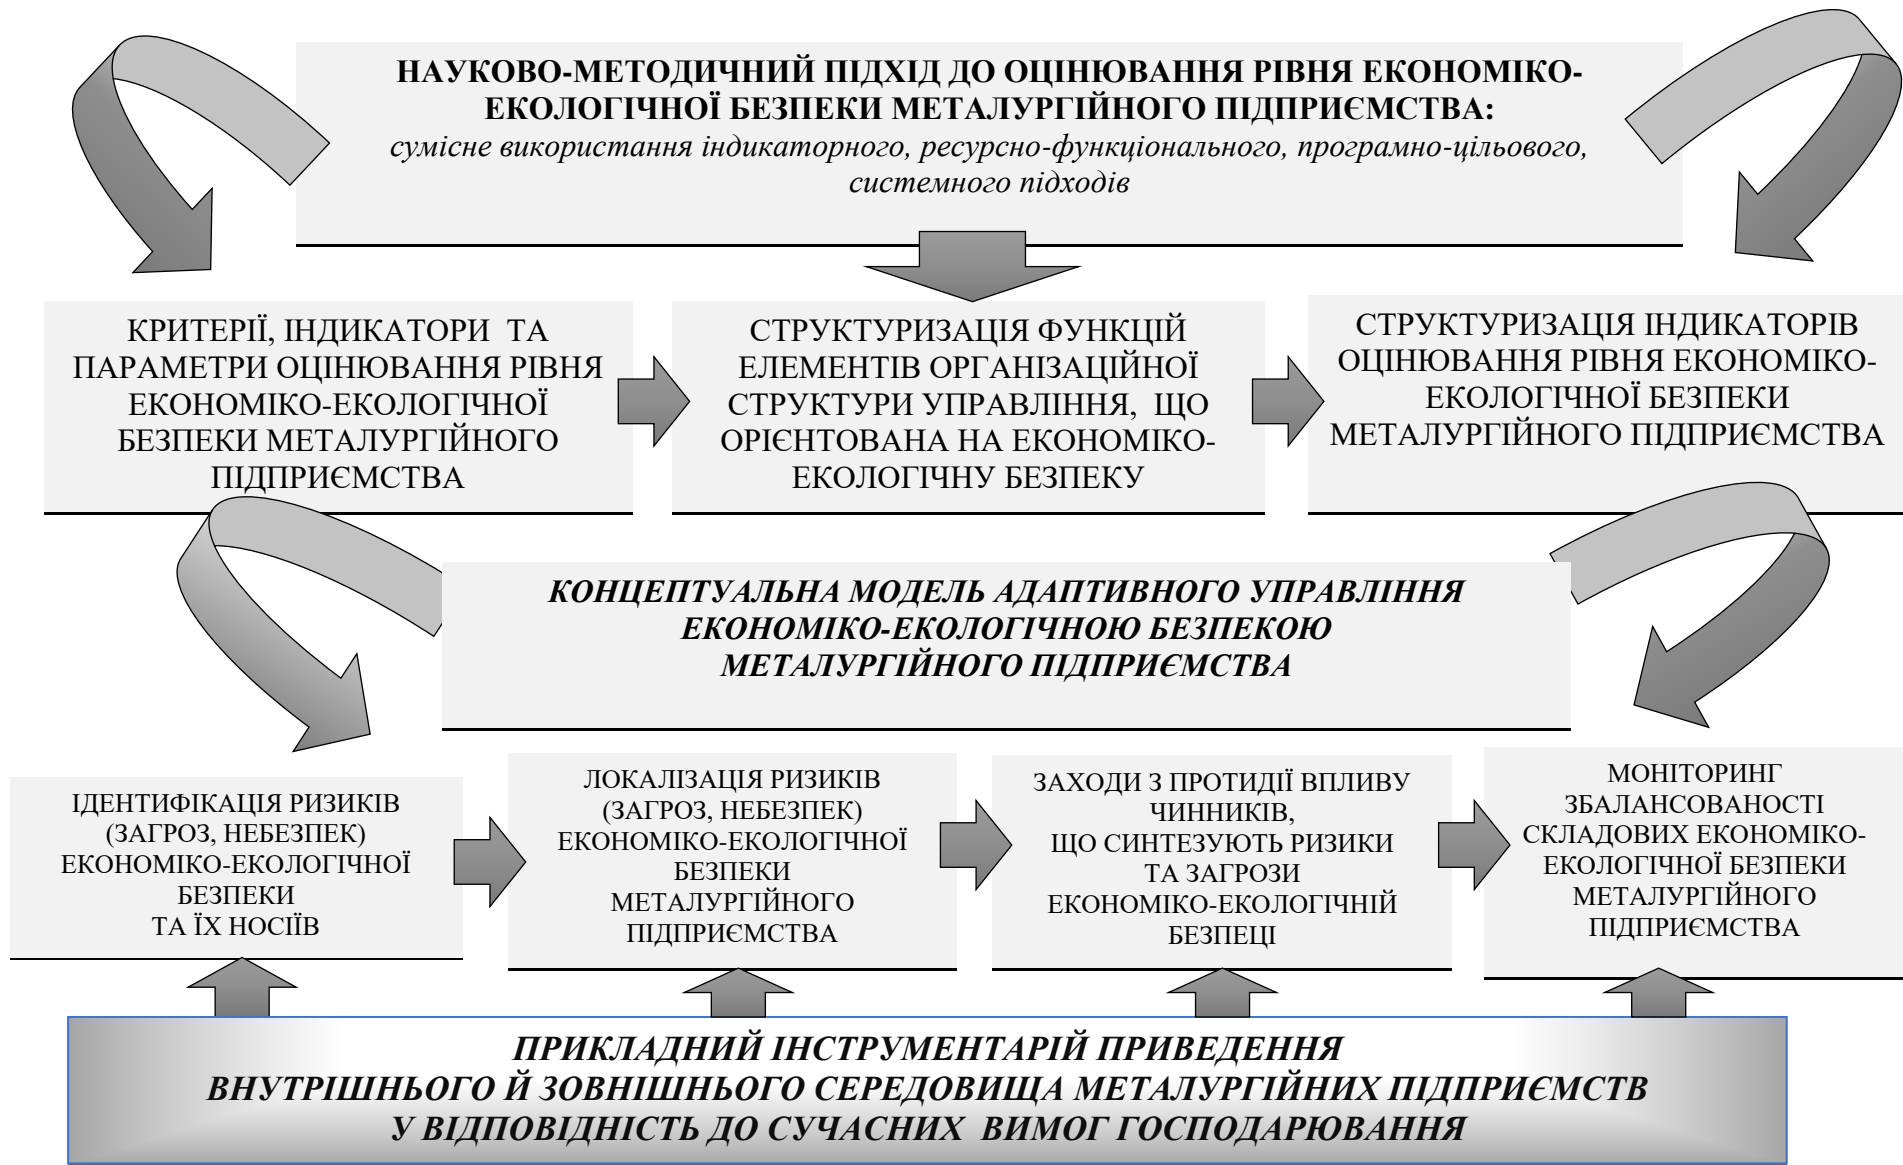 НАУКОВО-МЕТОДИЧНИЙ ПІДХІД ДО ОЦІНЮВАННЯ РІВНЯ ЕКОНОМІКО-
ЕКОЛОГІЧНОЇ БЕЗПЕКИ МЕТАЛУРГІЙНОГО ПІДПРИЄМСТВА:
сумісне використання індикаторного, ресурсно-функціонального, програмно-цільового,
системного підходів
КРИТЕРІЇ, ІНДИКАТОРИ ТА
ПАРАМЕТРИ ОЦІНЮВАННЯ РІВНЯ
ЕКОНОМІКО-ЕКОЛОГІЧНОЇ
БЕЗПЕКИ МЕТАЛУРГІЙНОГО
ПІДПРИЄМСТВА
СТРУКТУРИЗАЦІЯ ФУНКЦІЙ
ЕЛЕМЕНТІВ ОРГАНІЗАЦІЙНОЇ
СТРУКТУРИ УПРАВЛІННЯ, ЩО
ОРІЄНТОВАНА НА ЕКОНОМІКО-
ЕКОЛОГІЧНУ БЕЗПЕКУ
СТРУКТУРИЗАЦІЯ ІНДИКАТОРІВ
ОЦІНЮВАННЯ РІВНЯ ЕКОНОМІКО-
ЕКОЛОГІЧНОЇ БЕЗПЕКИ
МЕТАЛУРГІЙНОГО ПІДПРИЄМСТВА
КОНЦЕПТУАЛЬНА МОДЕЛЬ АДАПТИВНОГО УПРАВЛІННЯ
ЕКОНОМІКО-ЕКОЛОГІЧНОЮ БЕЗПЕКОЮ
МЕТАЛУРГІЙНОГО ПІДПРИЄМСТВА
ІДЕНТИФІКАЦІЯ РИЗИКІВ
(ЗАГРОЗ, НЕБЕЗПЕК)
ЕКОНОМІКО-ЕКОЛОГІЧНОЇ
БЕЗПЕКИ
ТА ЇХ НОСІЇВ
ЛОКАЛІЗАЦІЯ РИЗИКІВ
(ЗАГРОЗ, НЕБЕЗПЕК)
ЕКОНОМІКО-ЕКОЛОГІЧНОЇ
БЕЗПЕКИ
МЕТАЛУРГІЙНОГО
ПІДПРИЄМСТВА
ЗАХОДИ З ПРОТИДІЇ ВПЛИВУ
ЧИННИКІВ,
ЩО СИНТЕЗУЮТЬ РИЗИКИ
ТА ЗАГРОЗИ
ЕКОНОМІКО-ЕКОЛОГІЧНІЙ
БЕЗПЕЦІ
МОНІТОРИНГ
ЗБАЛАНСОВАНОСТІ
СКЛАДОВИХ ЕКОНОМІКО-
ЕКОЛОГІЧНОЇ БЕЗПЕКИ
МЕТАЛУРГІЙНОГО
ПІДПРИЄМСТВА
ПРИКЛАДНИЙ ІНСТРУМЕНТАРІЙ ПРИВЕДЕННЯ
ВНУТРІШНЬОГО Й ЗОВНІШНЬОГО СЕРЕДОВИЩА МЕТАЛУРГІЙНИХ ПІДПРИЄМСТВ
У ВІДПОВІДНІСТЬ ДО СУЧАСНИХ ВИМОГ ГОСПОДАРЮВАННЯ